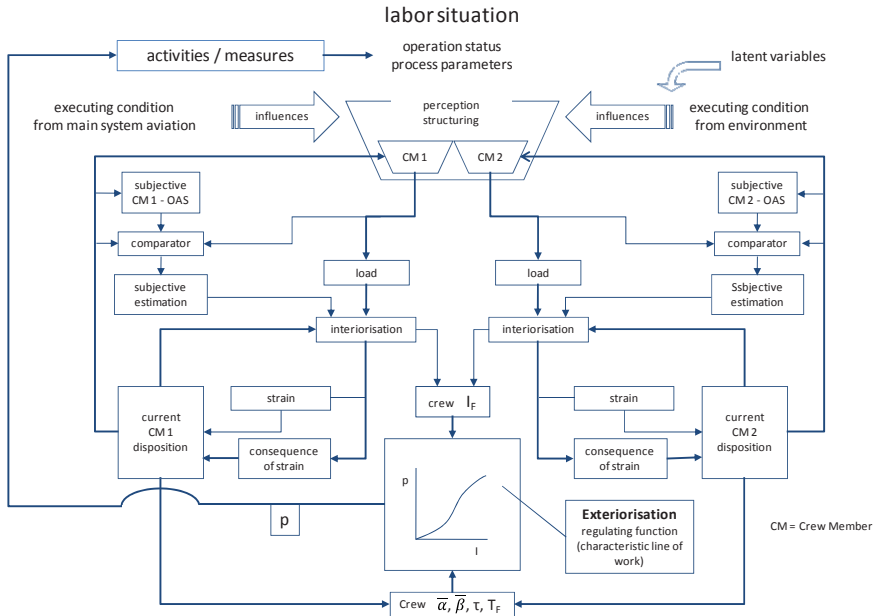 labor situation
activities / measures
operation status
process parameters
latent variables
executing condition
from main system aviation
influences
perception
structuring
influences
executing condition
from environment
CM 1
CM 2
subjective
CM 1 - OAS
subjective
CM 2 - OAS
comparator
comparator
load
load
subjective
estimation
Ssbjective
estimation
interiorisation
interiorisation
crew I_F
strain
strain
current
CM 1
disposition
current
CM 2
disposition
consequence
of strain
consequence
of strain
p
I
p
Exteriorisation
regulating function
(characteristic line of
work)
CM = Crew Member
Crew α̅, β̅, τ, T_F